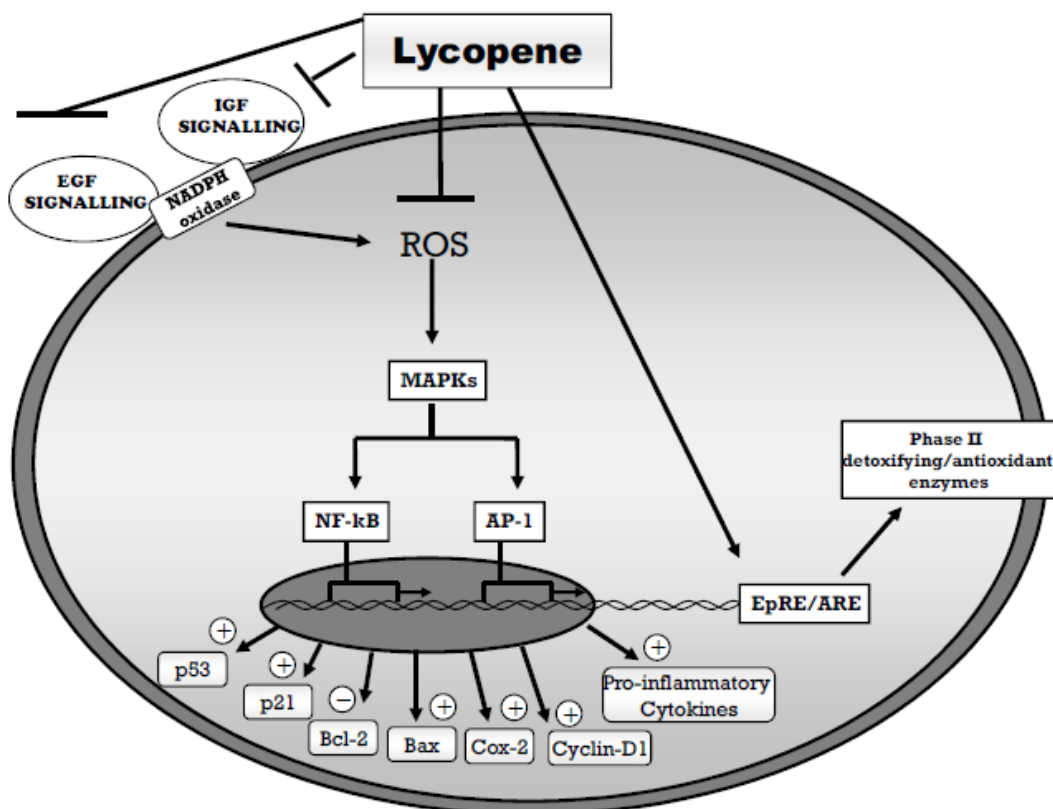 Lycopene
IGF
SIGNALLING
EGF
SIGNALLING
NADPH
oxidase
ROS
MAPKs
Phase II
detoxifying/antioxidant
enzymes
NF-kB
AP-1
EpRE/ARE
+
p53
+
p21
−
Bcl-2
+
Bax
+
Cox-2
+
Cyclin-D1
+
Pro-inflammatory
Cytokines